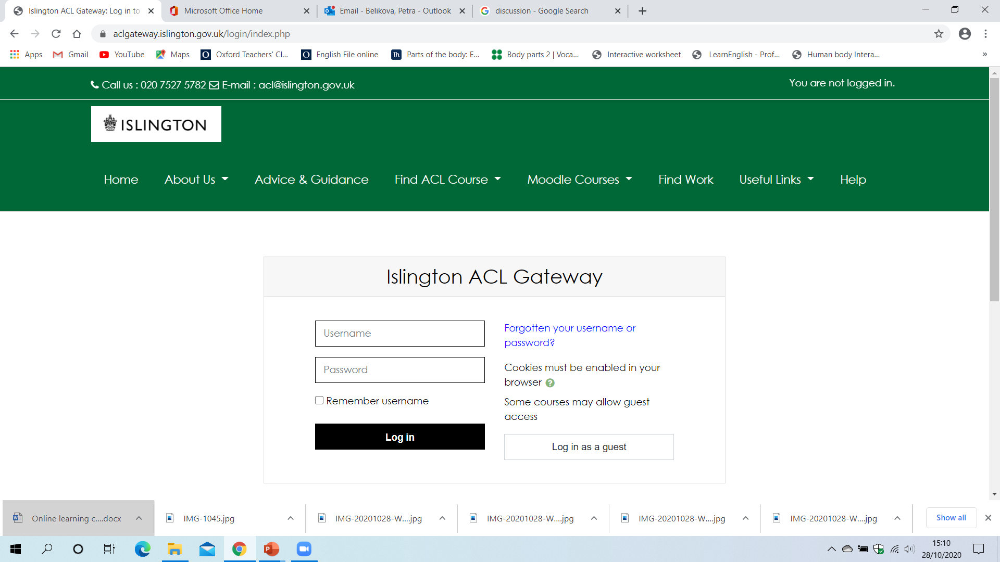 Islington ACL Gateway: Log in to
Microsoft Office Home
Email - Belikova, Petra - Outlook
discussion - Google Search
aclgateway.islington.gov.uk/login/index.php
Apps
Gmail
YouTube
Maps
Oxford Teachers' Cl...
English File online
Parts of the body: E...
Body parts 2 | Voca...
Interactive worksheet
LearnEnglish - Prof...
Human body Intera...
»
Call us : 020 7527 5782 E-mail : acl@islington.gov.uk
You are not logged in.
ISLINGTON
Home
About Us
Advice & Guidance
Find ACL Course
Moodle Courses
Find Work
Useful Links
Help
Islington ACL Gateway
Username
Password
Remember username
Log in
Forgotten your username or
password?
Cookies must be enabled in your
browser ?
Some courses may allow guest
access
Log in as a guest
Online learning c....docx
IMG-1045.jpg
IMG-20201028-W....jpg
IMG-20201028-W....jpg
IMG-20201028-W....jpg
IMG-20201028-W....jpg
Show all
15:10
28/10/2020